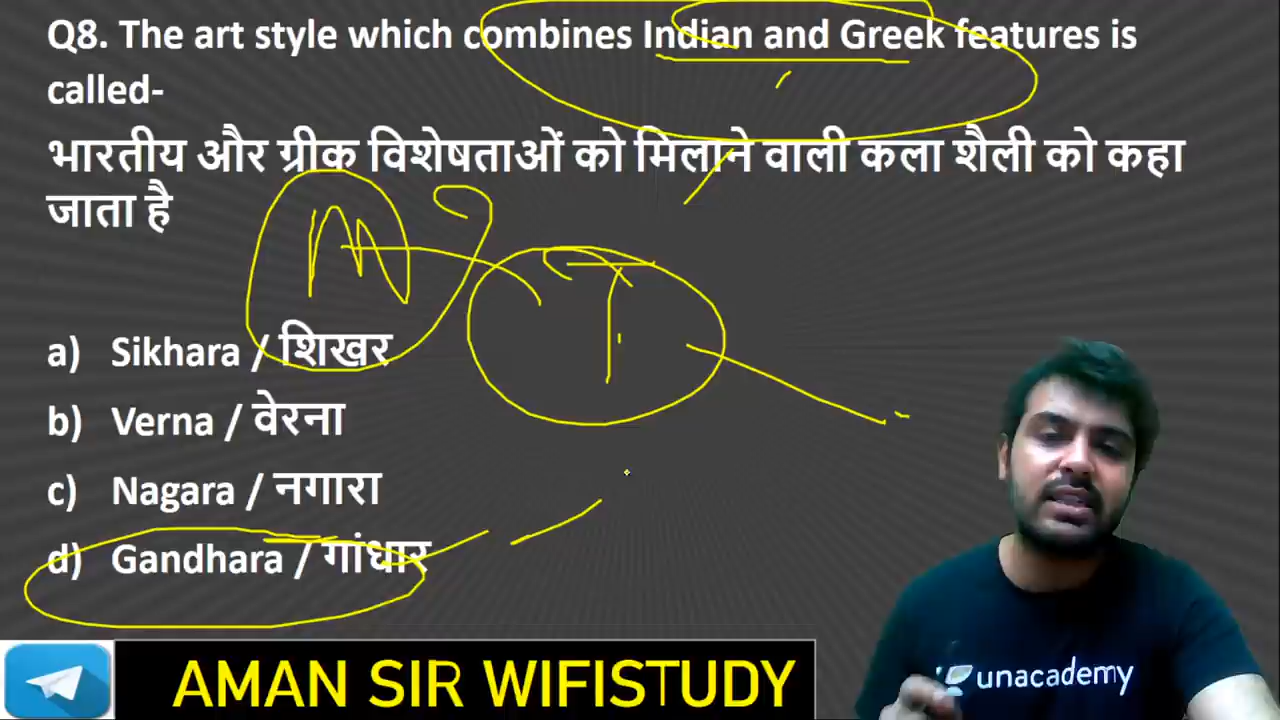 Q8. The art style which combines Indian and Greek features is
called-
भारतीय और ग्रीक विशेषताओं को मिलाने वाली कला शैली को कहा
जाता है
M
T
a) Sikhara / शिखर
b) Verna / वेरना
c) Nagara / नगारा
d) Gandhara / गांधार
AMAN SIR WIFISTUDY
unacademy